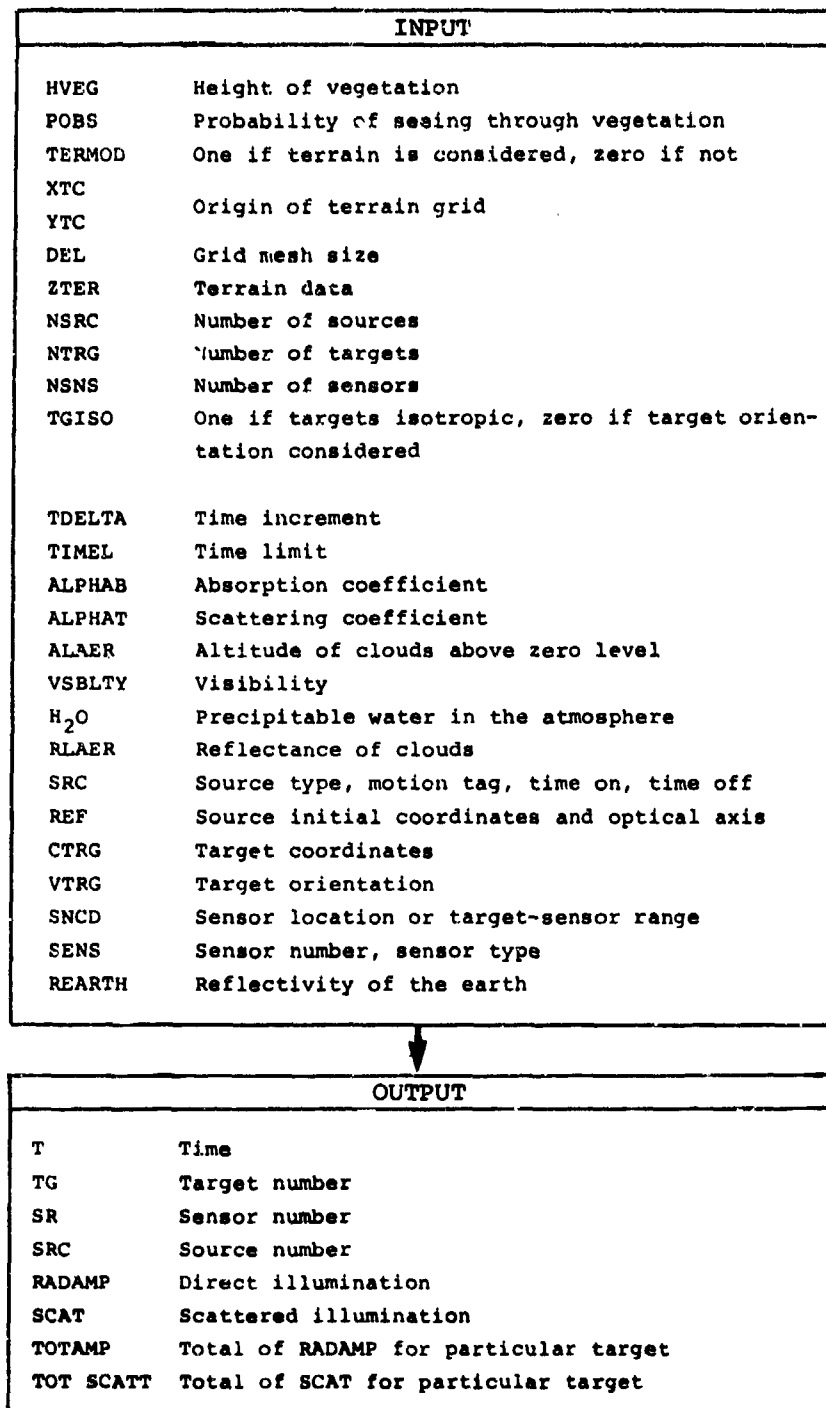 INPUT
HVEG Height of vegetation
POBS Probability of seeing through vegetation
TERMOD One if terrain is considered, zero if not
XTC
YTC
Origin of terrain grid
DEL Grid mesh size
ZTER Terrain data
NSRC Number of sources
NTRG Number of targets
NSNS Number of sensors
TGISO One if targets isotropic, zero if target orien-
tation considered
TDELTA Time increment
TIMEL Time limit
ALPHAB Absorption coefficient
ALPHAT Scattering coefficient
ALAER Altitude of clouds above zero level
VSBLTY Visibility
H₂O Precipitable water in the atmosphere
RLAER Reflectance of clouds
SRC Source type, motion tag, time on, time off
REF Source initial coordinates and optical axis
CTRG Target coordinates
VTRG Target orientation
SNCD Sensor location or target-sensor range
SENS Sensor number, sensor type
REARTH Reflectivity of the earth
OUTPUT
T Time
TG Target number
SR Sensor number
SRC Source number
RADAMP Direct illumination
SCAT Scattered illumination
TOTAMP Total of RADAMP for particular target
TOT SCATT Total of SCAT for particular target